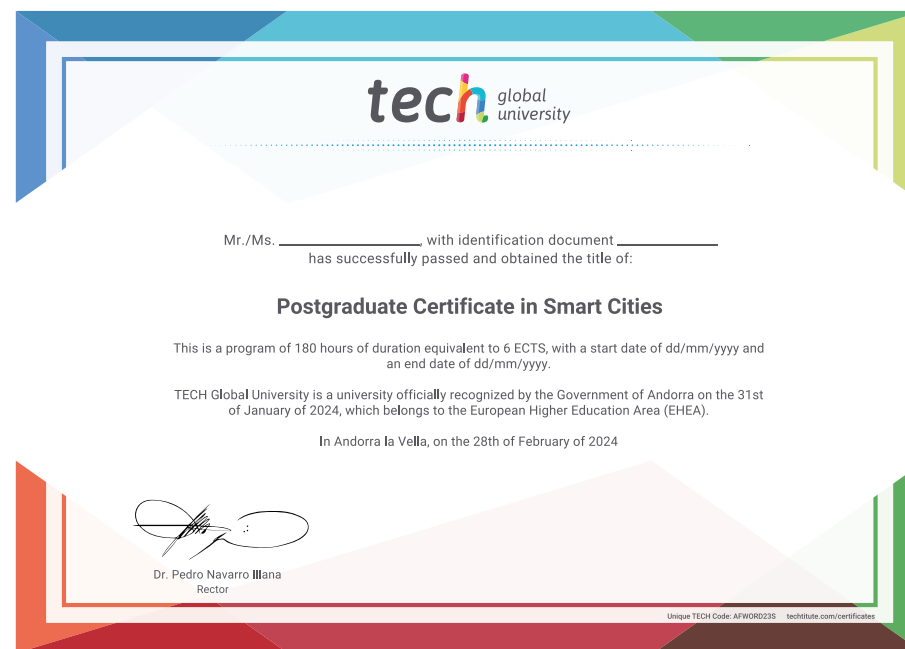 tech global university
Mr./Ms. ____________________, with identification document ______________
has successfully passed and obtained the title of:
Postgraduate Certificate in Smart Cities
This is a program of 180 hours of duration equivalent to 6 ECTS, with a start date of dd/mm/yyyy and
an end date of dd/mm/yyyy.
TECH Global University is a university officially recognized by the Government of Andorra on the 31st
of January of 2024, which belongs to the European Higher Education Area (EHEA).
In Andorra la Vella, on the 28th of February of 2024
Dr. Pedro Navarro Illana
Rector
Unique TECH Code: AFWORD23S techtitute.com/certificates